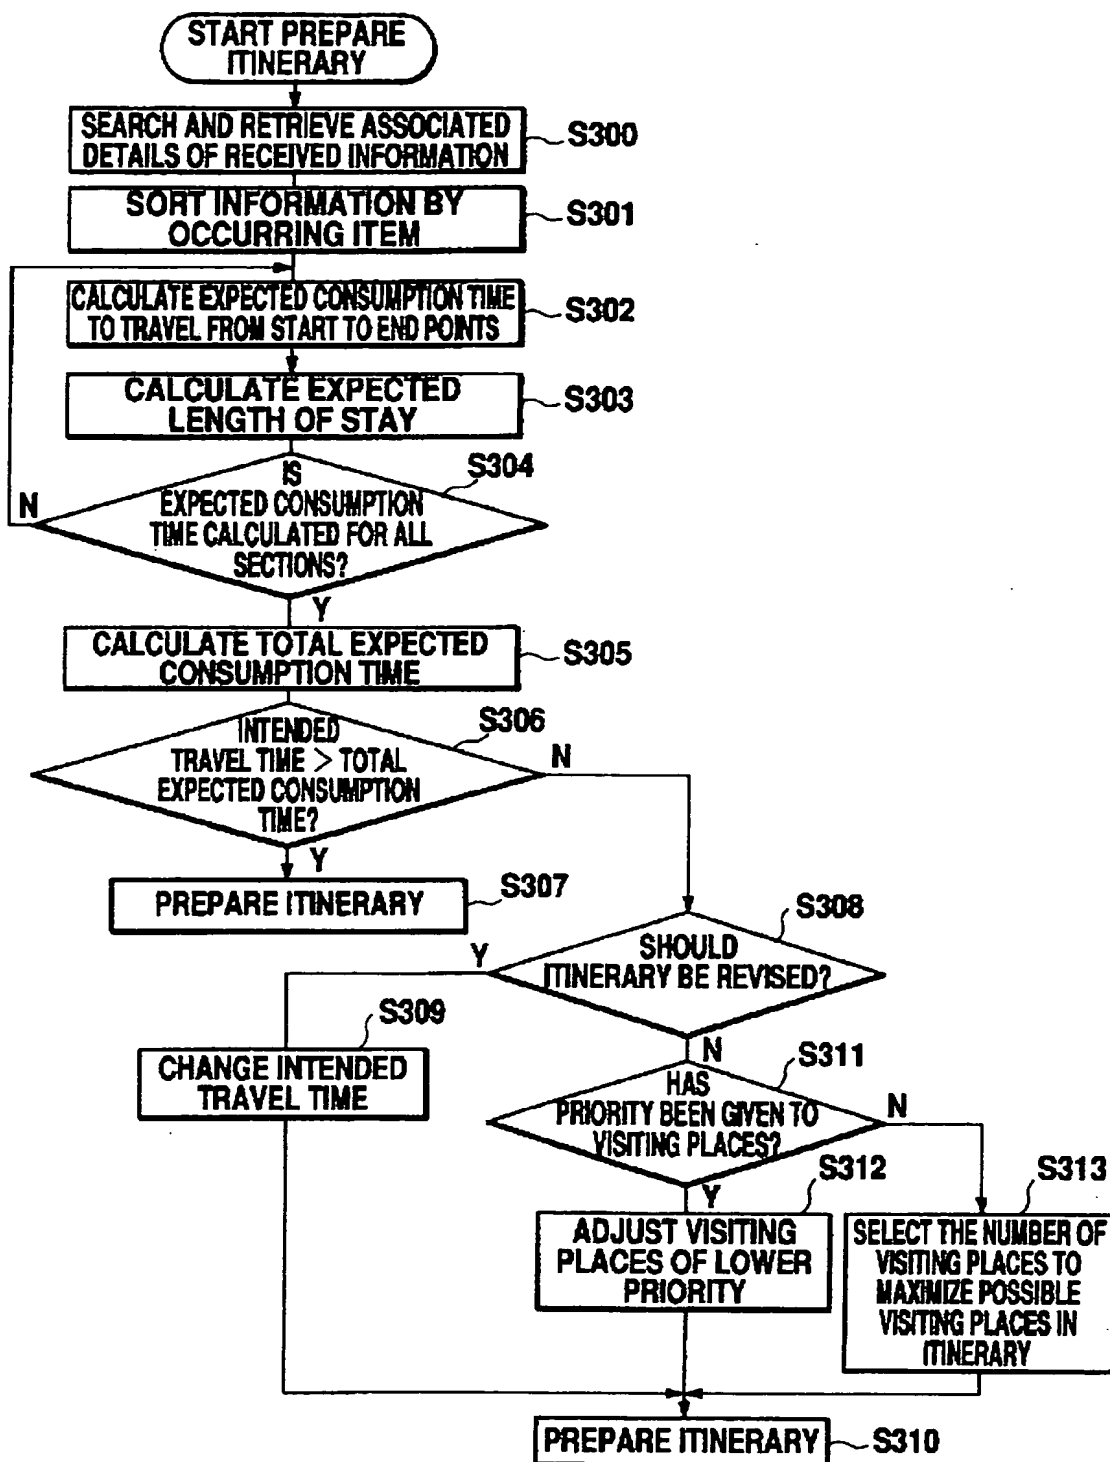 START PREPARE
ITINERARY
SEARCH AND RETRIEVE ASSOCIATED
DETAILS OF RECEIVED INFORMATION
S300
SORT INFORMATION BY
OCCURRING ITEM
S301
CALCULATE EXPECTED CONSUMPTION TIME
TO TRAVEL FROM START TO END POINTS
S302
CALCULATE EXPECTED
LENGTH OF STAY
S303
S304
IS
EXPECTED CONSUMPTION
TIME CALCULATED FOR ALL
SECTIONS?
N
Y
CALCULATE TOTAL EXPECTED
CONSUMPTION TIME
S305
S306
INTENDED
TRAVEL TIME > TOTAL
EXPECTED CONSUMPTION
TIME?
N
Y
PREPARE ITINERARY
S307
S308
SHOULD
ITINERARY BE REVISED?
Y
N
S309
CHANGE INTENDED
TRAVEL TIME
S311
HAS
PRIORITY BEEN GIVEN TO
VISITING PLACES?
N
Y
S312
ADJUST VISITING
PLACES OF LOWER
PRIORITY
S313
SELECT THE NUMBER OF
VISITING PLACES TO
MAXIMIZE POSSIBLE
VISITING PLACES IN
ITINERARY
PREPARE ITINERARY
S310